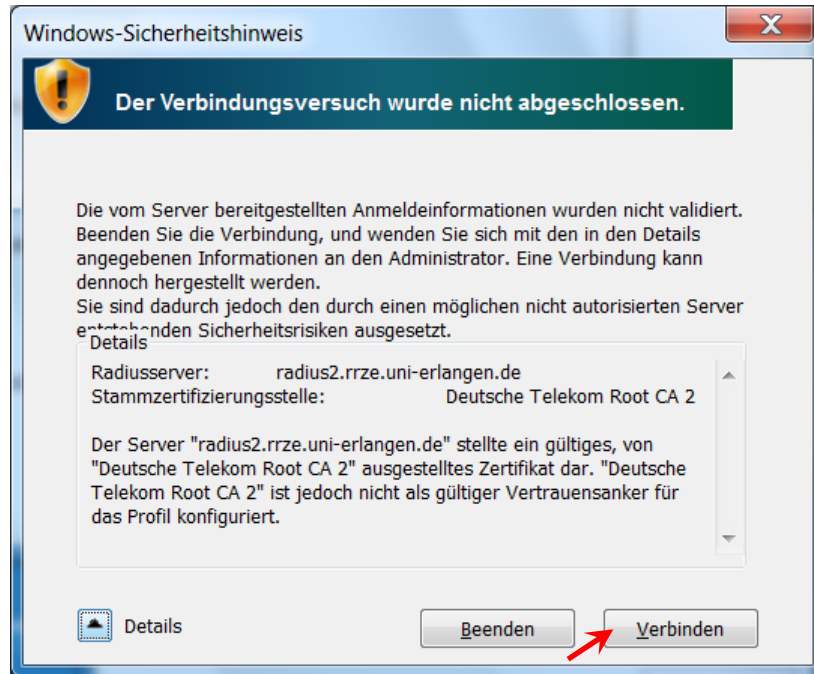 Windows-Sicherheitshinweis
Der Verbindungsversuch wurde nicht abgeschlossen.
Die vom Server bereitgestellten Anmeldeinformationen wurden nicht validiert.
Beenden Sie die Verbindung, und wenden Sie sich mit den in den Details
angegebenen Informationen an den Administrator. Eine Verbindung kann
dennoch hergestellt werden.
Sie sind dadurch jedoch den durch einen möglichen nicht autorisierten Server
entstehenden Sicherheitsrisiken ausgesetzt.
Details
Radiusserver: radius2.rrze.uni-erlangen.de
Stammzertifizierungsstelle: Deutsche Telekom Root CA 2
Der Server "radius2.rrze.uni-erlangen.de" stellte ein gültiges, von
"Deutsche Telekom Root CA 2" ausgestelltes Zertifikat dar. "Deutsche
Telekom Root CA 2" ist jedoch nicht als gültiger Vertrauensanker für
das Profil konfiguriert.
Details
Beenden
Verbinden